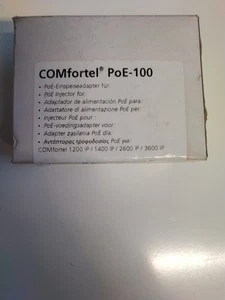 COMfortel® PoE-100
• PoE-Einspeiseadapter für:
• PoE Injector for:
• Adaptador de alimentación PoE para:
• Adattatore di alimentazione PoE per:
• Injecteur PoE pour :
• PoE-voedingsadapter voor:
• Adapter zasilania PoE dla:
• Αντάπτορας τροφοδοσίας PoE για:
COMfortel 1200 IP / 1400 IP / 2600 IP / 3600 IP